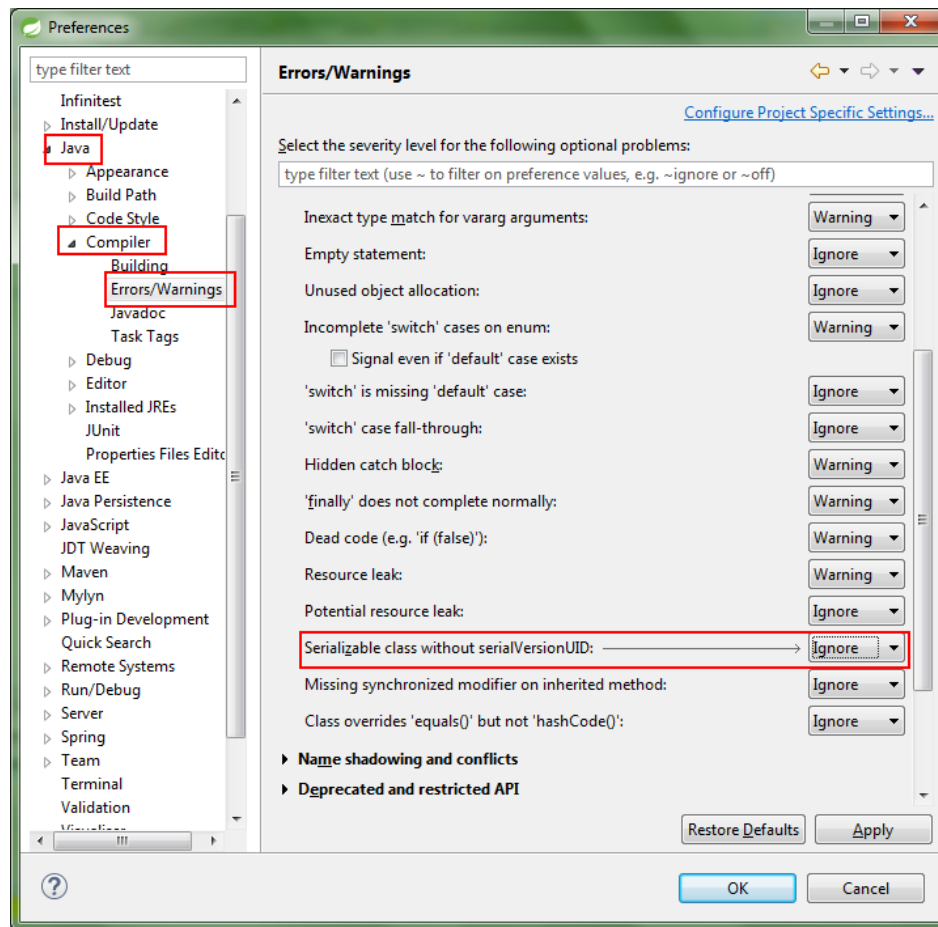 Preferences
type filter text
Infinitest
Install/Update
Java
Appearance
Build Path
Code Style
Compiler
Building
Errors/Warnings
Javadoc
Task Tags
Debug
Editor
Installed JREs
JUnit
Properties Files Edito
Java EE
Java Persistence
JavaScript
JDT Weaving
Maven
Mylyn
Plug-in Development
Quick Search
Remote Systems
Run/Debug
Server
Spring
Team
Terminal
Validation
Errors/Warnings
Configure Project Specific Settings...
Select the severity level for the following optional problems:
type filter text (use ~ to filter on preference values, e.g. ~ignore or ~off)
Inexact type match for vararg arguments: Warning
Empty statement: Ignore
Unused object allocation: Ignore
Incomplete 'switch' cases on enum: Warning
Signal even if 'default' case exists
'switch' is missing 'default' case: Ignore
'switch' case fall-through: Ignore
Hidden catch block: Warning
'finally' does not complete normally: Warning
Dead code (e.g. 'if (false)'): Warning
Resource leak: Warning
Potential resource leak: Ignore
Serializable class without serialVersionUID: Ignore
Missing synchronized modifier on inherited method: Ignore
Class overrides 'equals()' but not 'hashCode()': Ignore
Name shadowing and conflicts
Deprecated and restricted API
Restore Defaults Apply
? OK Cancel